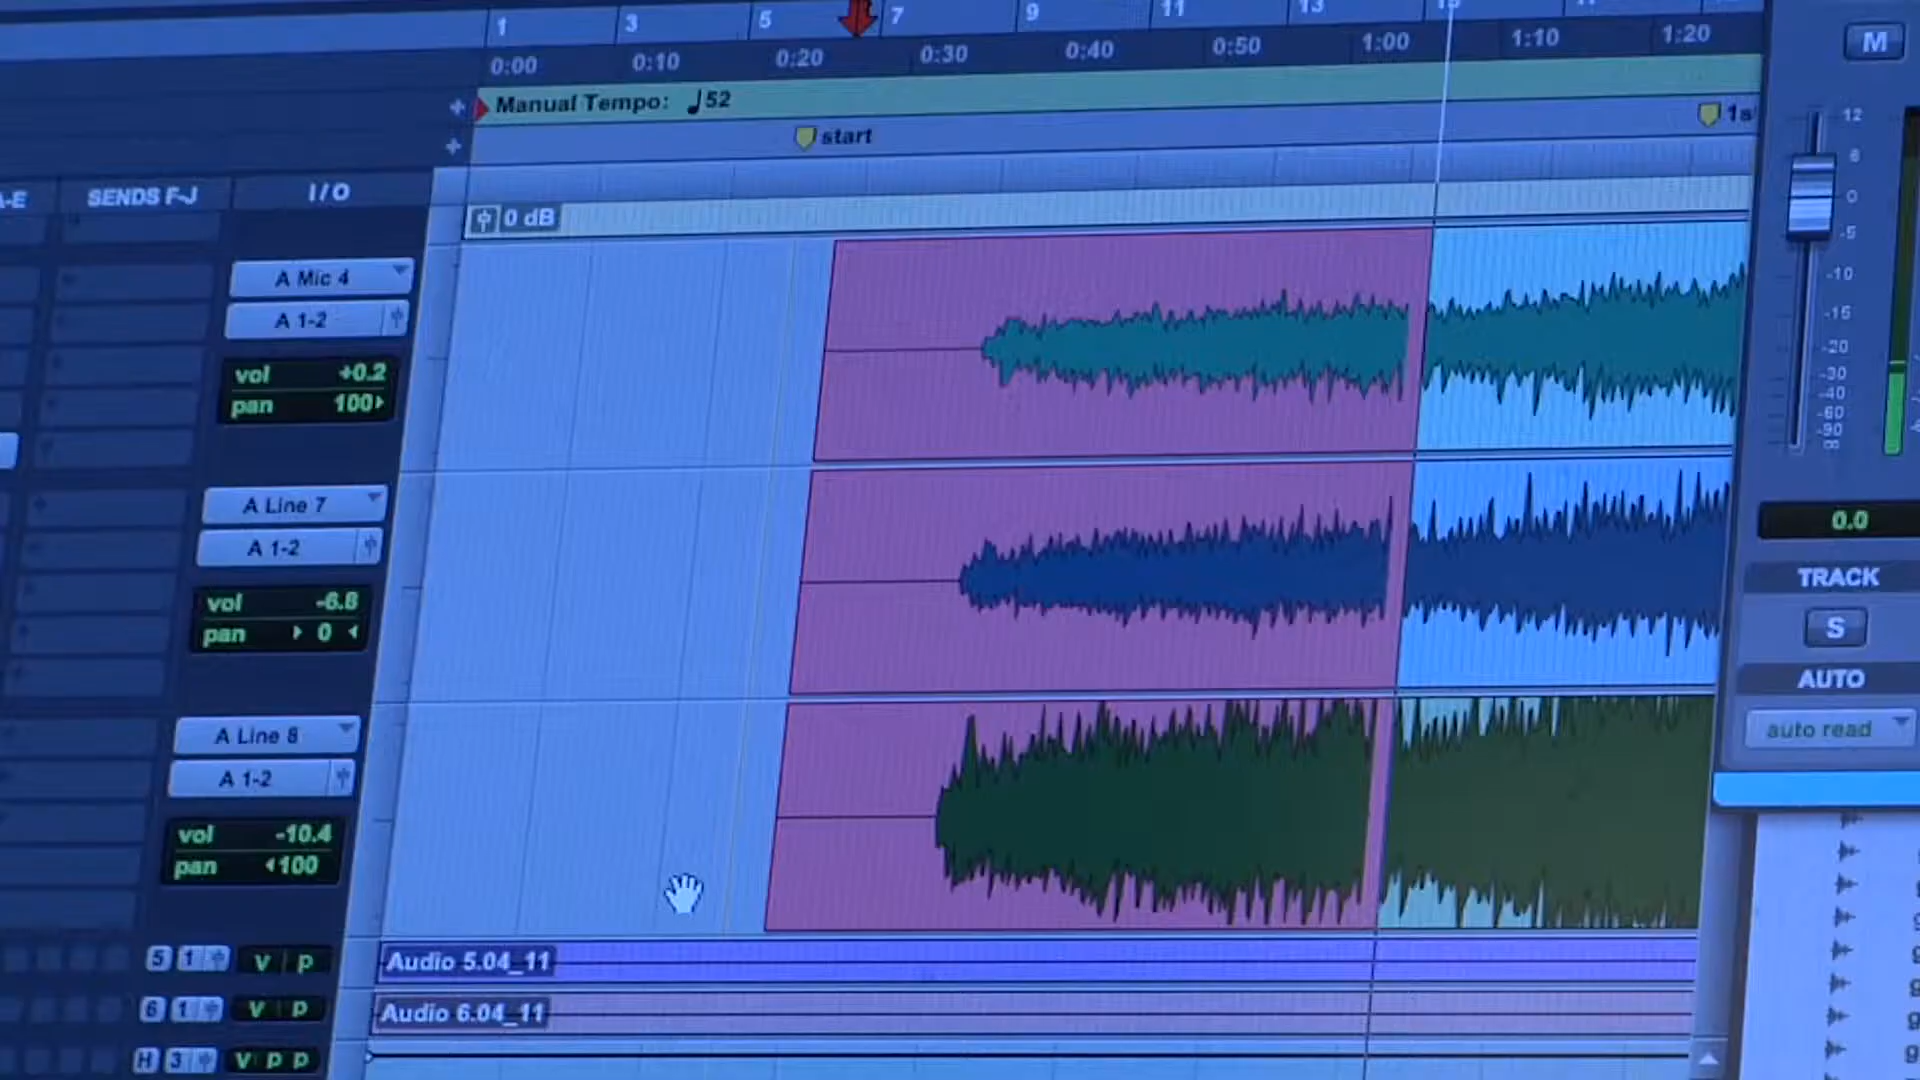 1 3 5 7 9 11 13
0:00 0:10 0:20 0:30 0:40 0:50 1:00 1:10 1:20
Manual Tempo: ♩52
start
A-E SENDS F-J I/O
0 dB
A Mic 4
A 1-2
vol +0.2
pan 100
A Line 7
A 1-2
vol -6.8
pan 0
A Line 8
A 1-2
vol -10.4
pan 100
5 1 v p
Audio 5.04_11
6 1 v p
Audio 6.04_11
H 3 v p p
M
12
6
0
-5
-10
-15
-20
-30
-40
-60
-90
∞
0.0
TRACK
S
AUTO
auto read